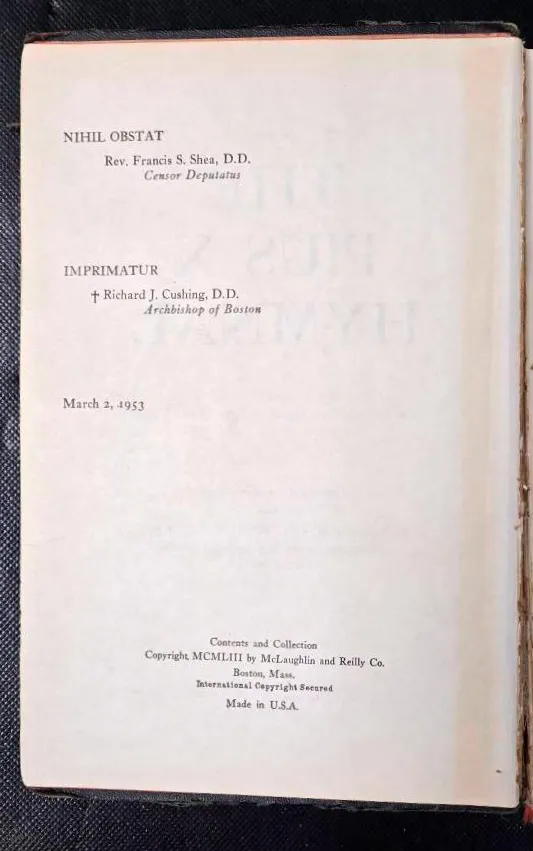 NIHIL OBSTAT
Rev. Francis S. Shea, D.D.
Censor Deputatus
IMPRIMATUR
† Richard J. Cushing, D.D.
Archbishop of Boston
March 2, 1953
Contents and Collection
Copyright MCMLIII by McLaughlin and Reilly Co.
Boston, Mass.
International Copyright Secured
Made in U.S.A.